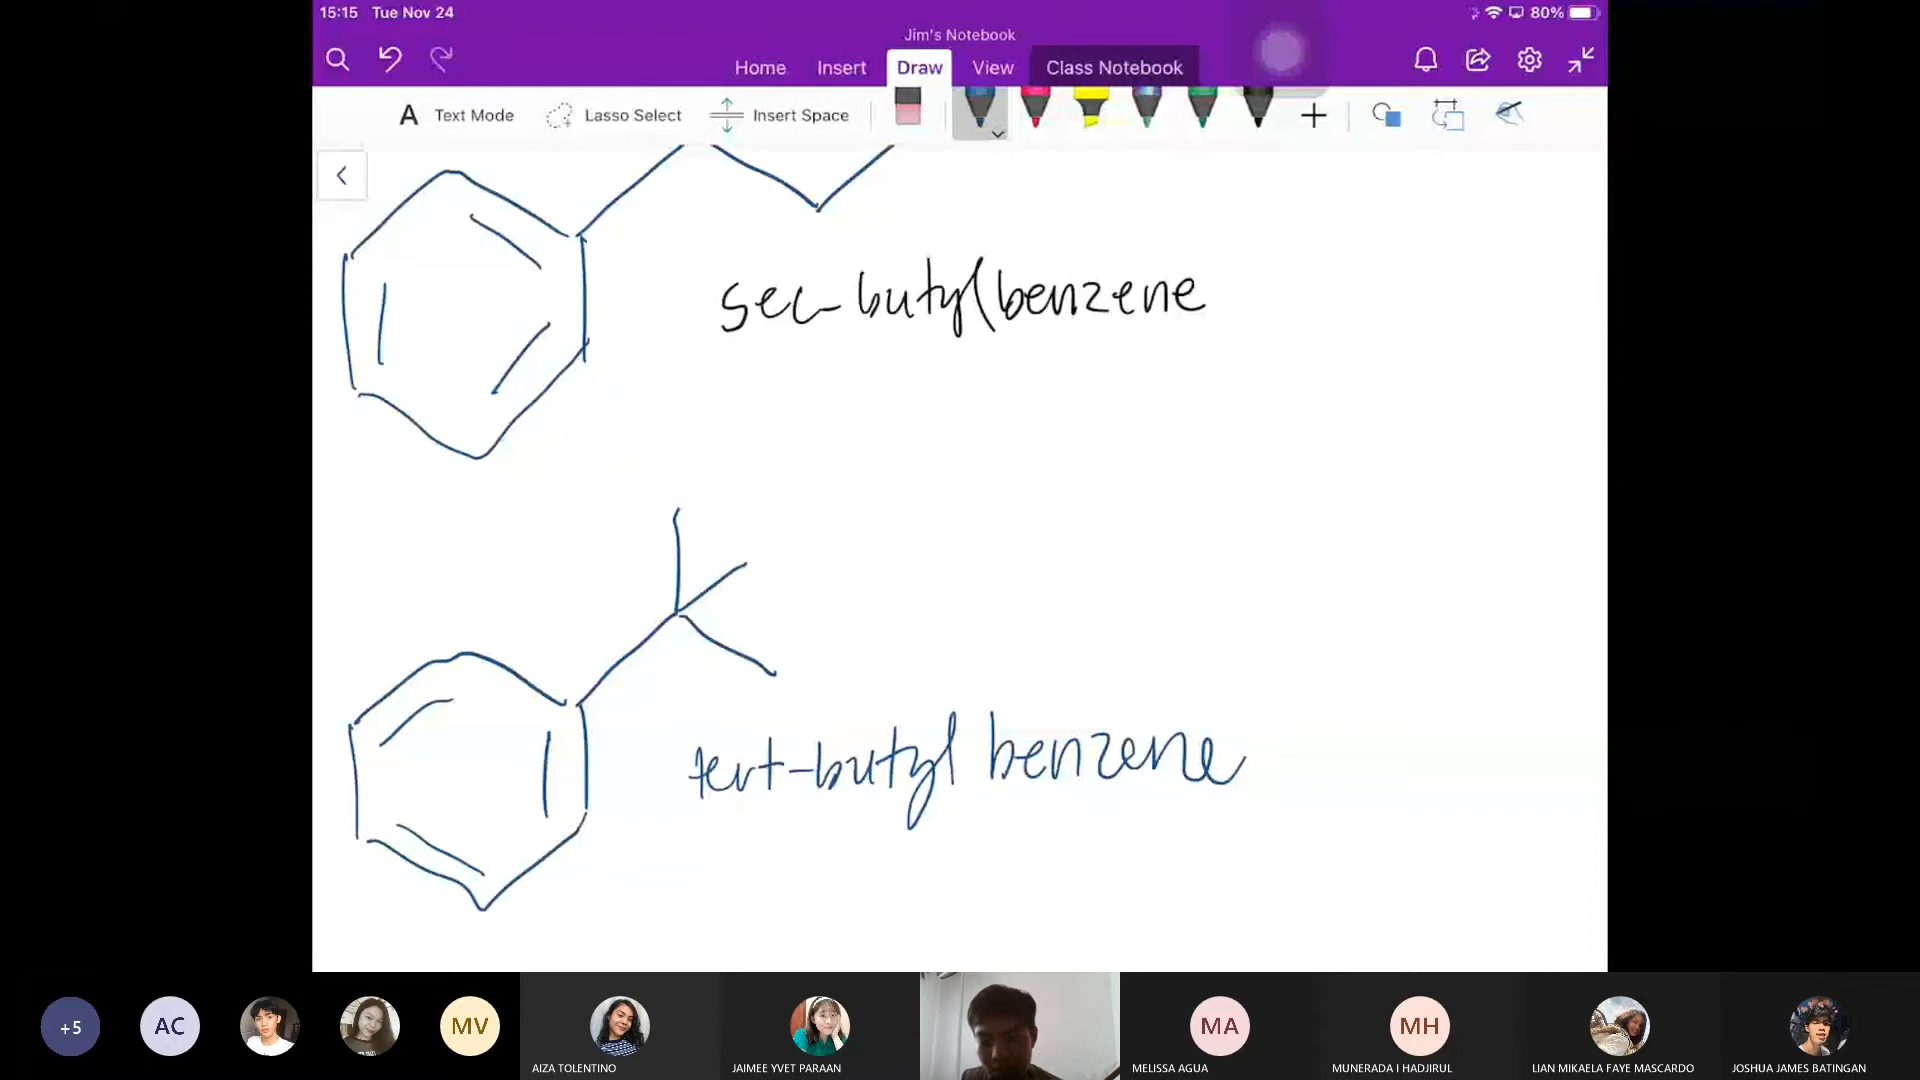 15:15 Tue Nov 24
80%
Jim's Notebook
Home Insert Draw View Class Notebook
A Text Mode Lasso Select Insert Space
sec-butylbenzene
tert-butyl benzene
+5 AC MV MA MH
AIZA TOLENTINO JAIMEE YVET PARAAN MELISSA AGUA MUNERADA I HADJIRUL LIAN MIKAELA FAYE MASCARDO JOSHUA JAMES BATINGAN